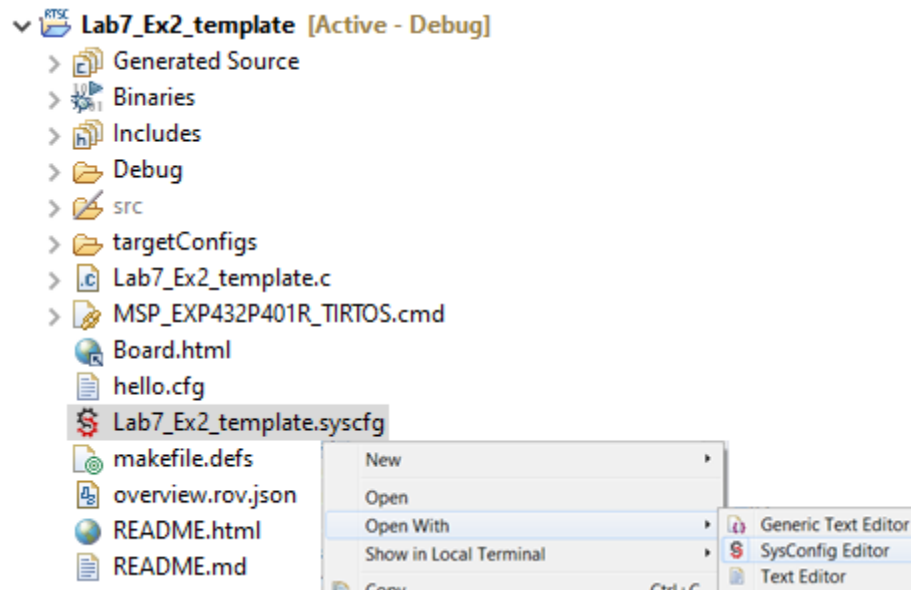 RTSC
Lab7_Ex2_template [Active - Debug]
Generated Source
Binaries
Includes
Debug
src
targetConfigs
Lab7_Ex2_template.c
MSP_EXP432P401R_TIRTOS.cmd
Board.html
hello.cfg
Lab7_Ex2_template.syscfg
makefile.defs
overview.rov.json
README.html
README.md
New
Open
Open With
Show in Local Terminal
Copy Ctrl+C
Generic Text Editor
SysConfig Editor
Text Editor